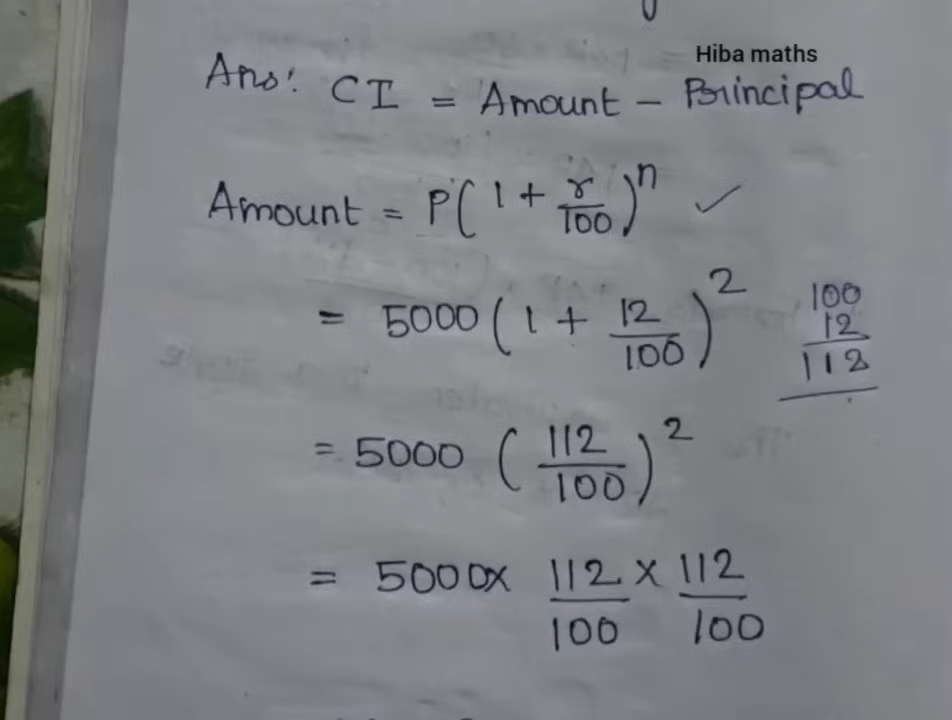 Hiba maths
Ans: CI = Amount - Principal
Amount = P(1 + r/100)^n ✓
= 5000(1 + 12/100)^2
100
12
112
= 5000 (112/100)^2
= 5000x 112/100 x 112/100